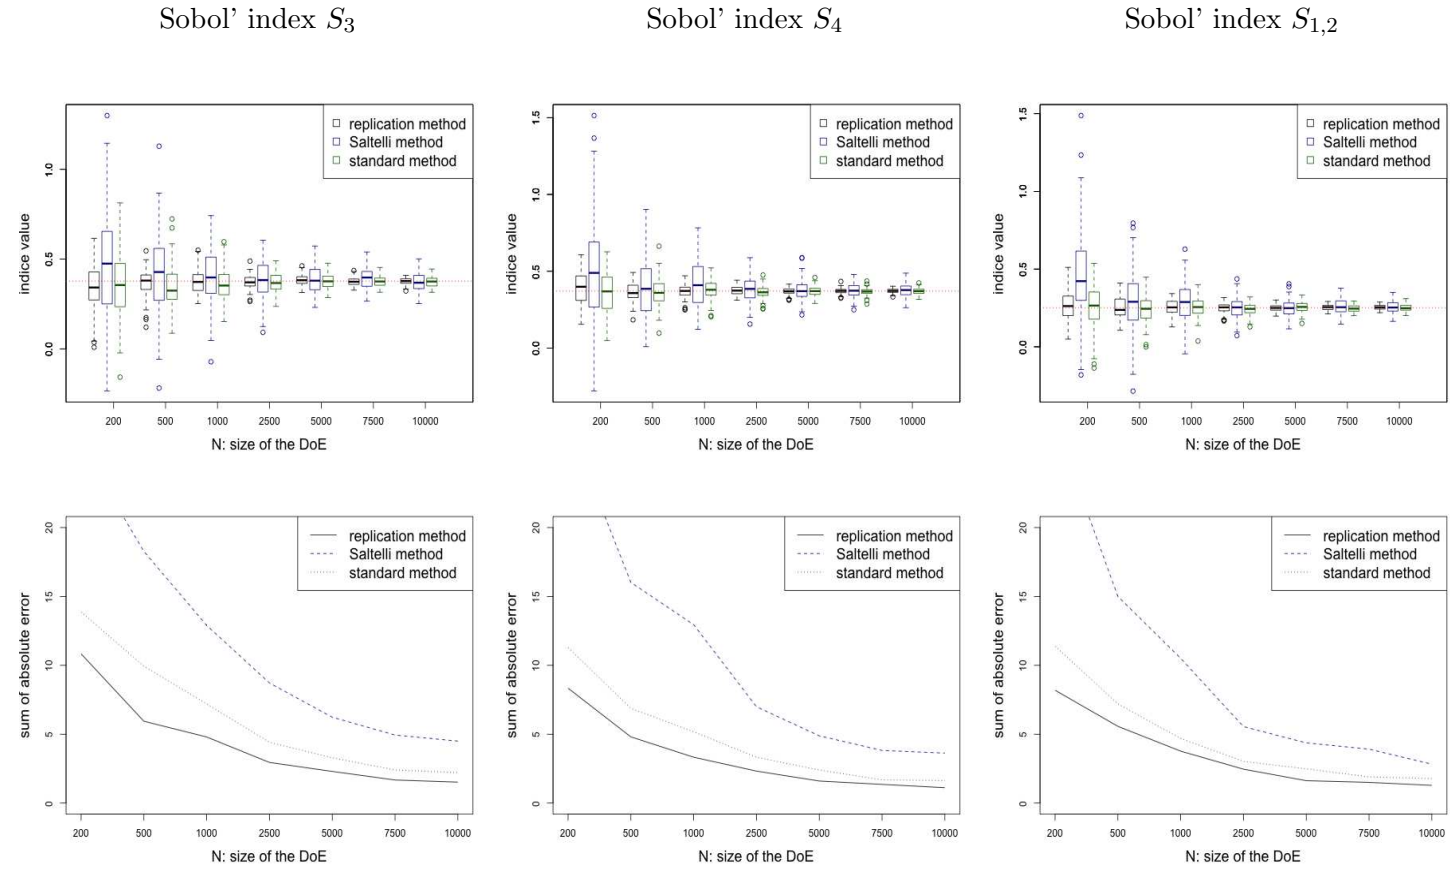 Sobol' index S3
Sobol' index S4
Sobol' index S1,2
indice value
0.0
0.5
1.0
replication method
Saltelli method
standard method
200 500 1000 2500 5000 7500 10000
N: size of the DoE
indice value
0.0
0.5
1.0
1.5
replication method
Saltelli method
standard method
200 500 1000 2500 5000 7500 10000
N: size of the DoE
indice value
0.0
0.5
1.0
1.5
replication method
Saltelli method
standard method
200 500 1000 2500 5000 7500 10000
N: size of the DoE
sum of absolute error
0
5
10
15
20
replication method
Saltelli method
standard method
200 500 1000 2500 5000 7500 10000
N: size of the DoE
sum of absolute error
0
5
10
15
20
replication method
Saltelli method
standard method
200 500 1000 2500 5000 7500 10000
N: size of the DoE
sum of absolute error
0
5
10
15
20
replication method
Saltelli method
standard method
200 500 1000 2500 5000 7500 10000
N: size of the DoE